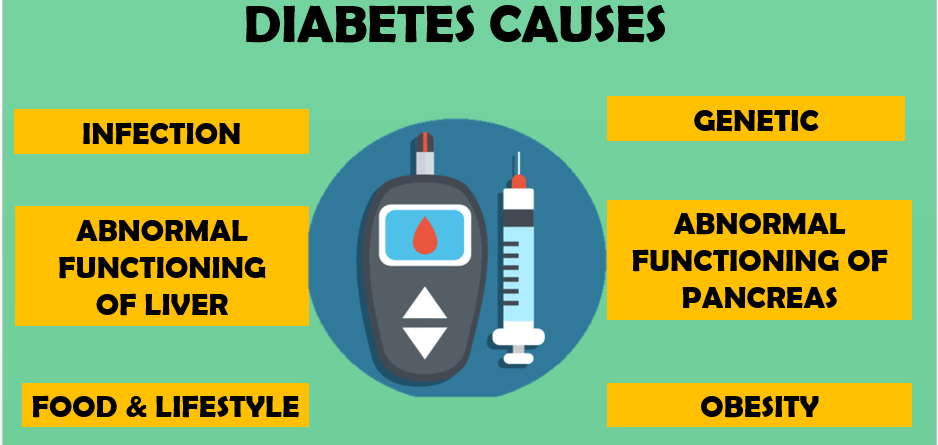 DIABETES CAUSES
INFECTION
GENETIC
ABNORMAL
FUNCTIONING
OF LIVER
ABNORMAL
FUNCTIONING OF
PANCREAS
FOOD & LIFESTYLE
OBESITY